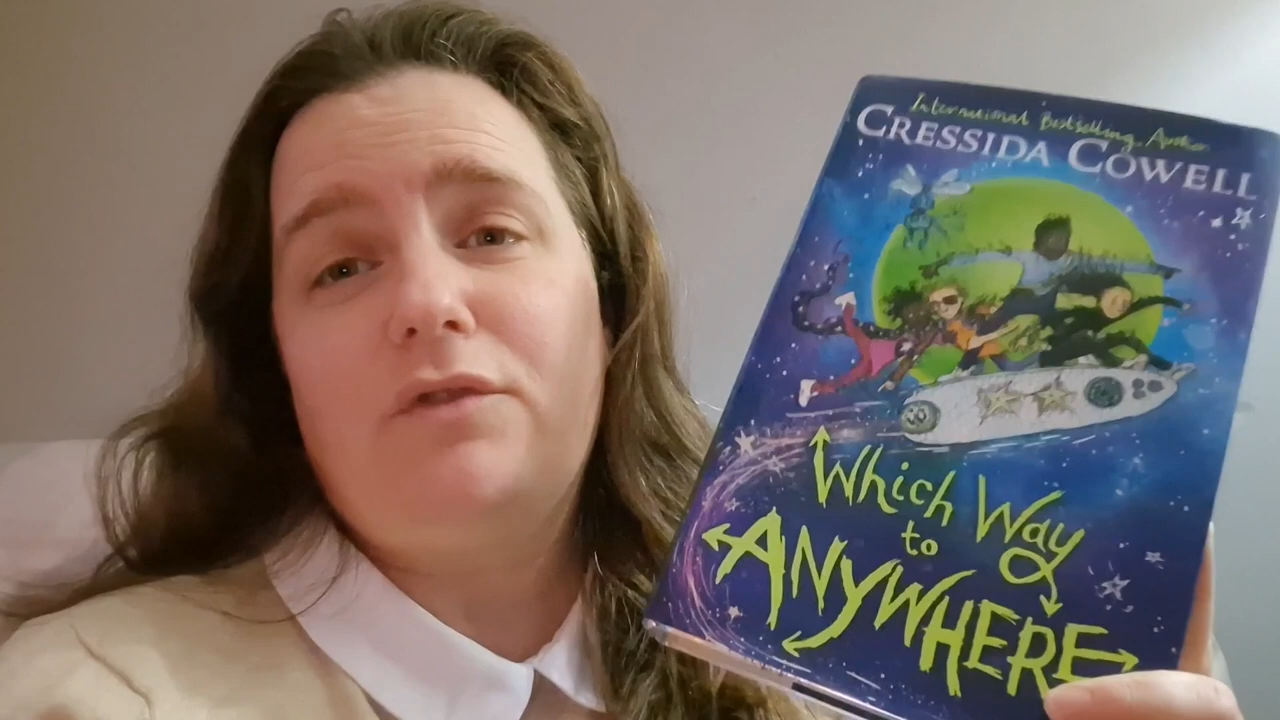 International Bestselling Author
CRESSIDA COWELL
Which Way
to
ANYWHERE